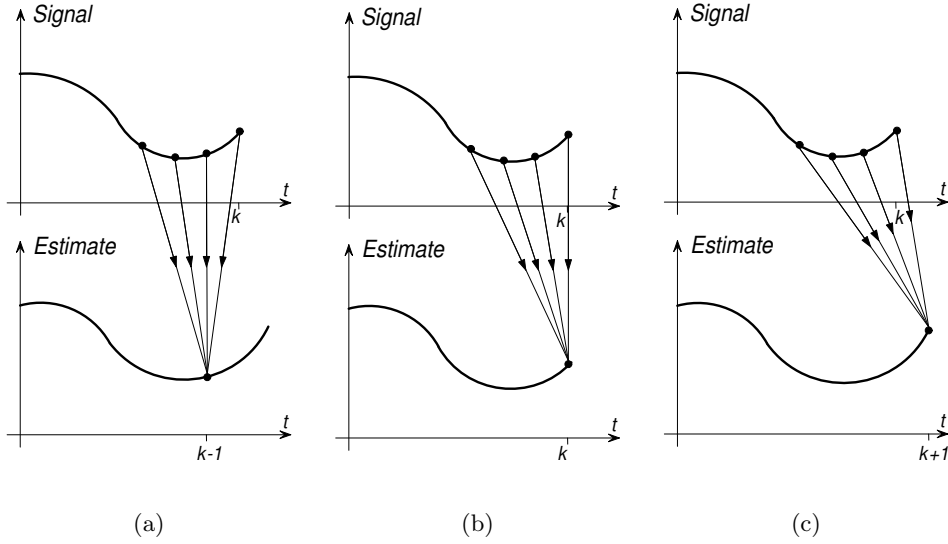 Signal
t
k
Estimate
t
k-1
(a)
Signal
t
k
Estimate
t
k
(b)
Signal
t
k
Estimate
t
k+1
(c)